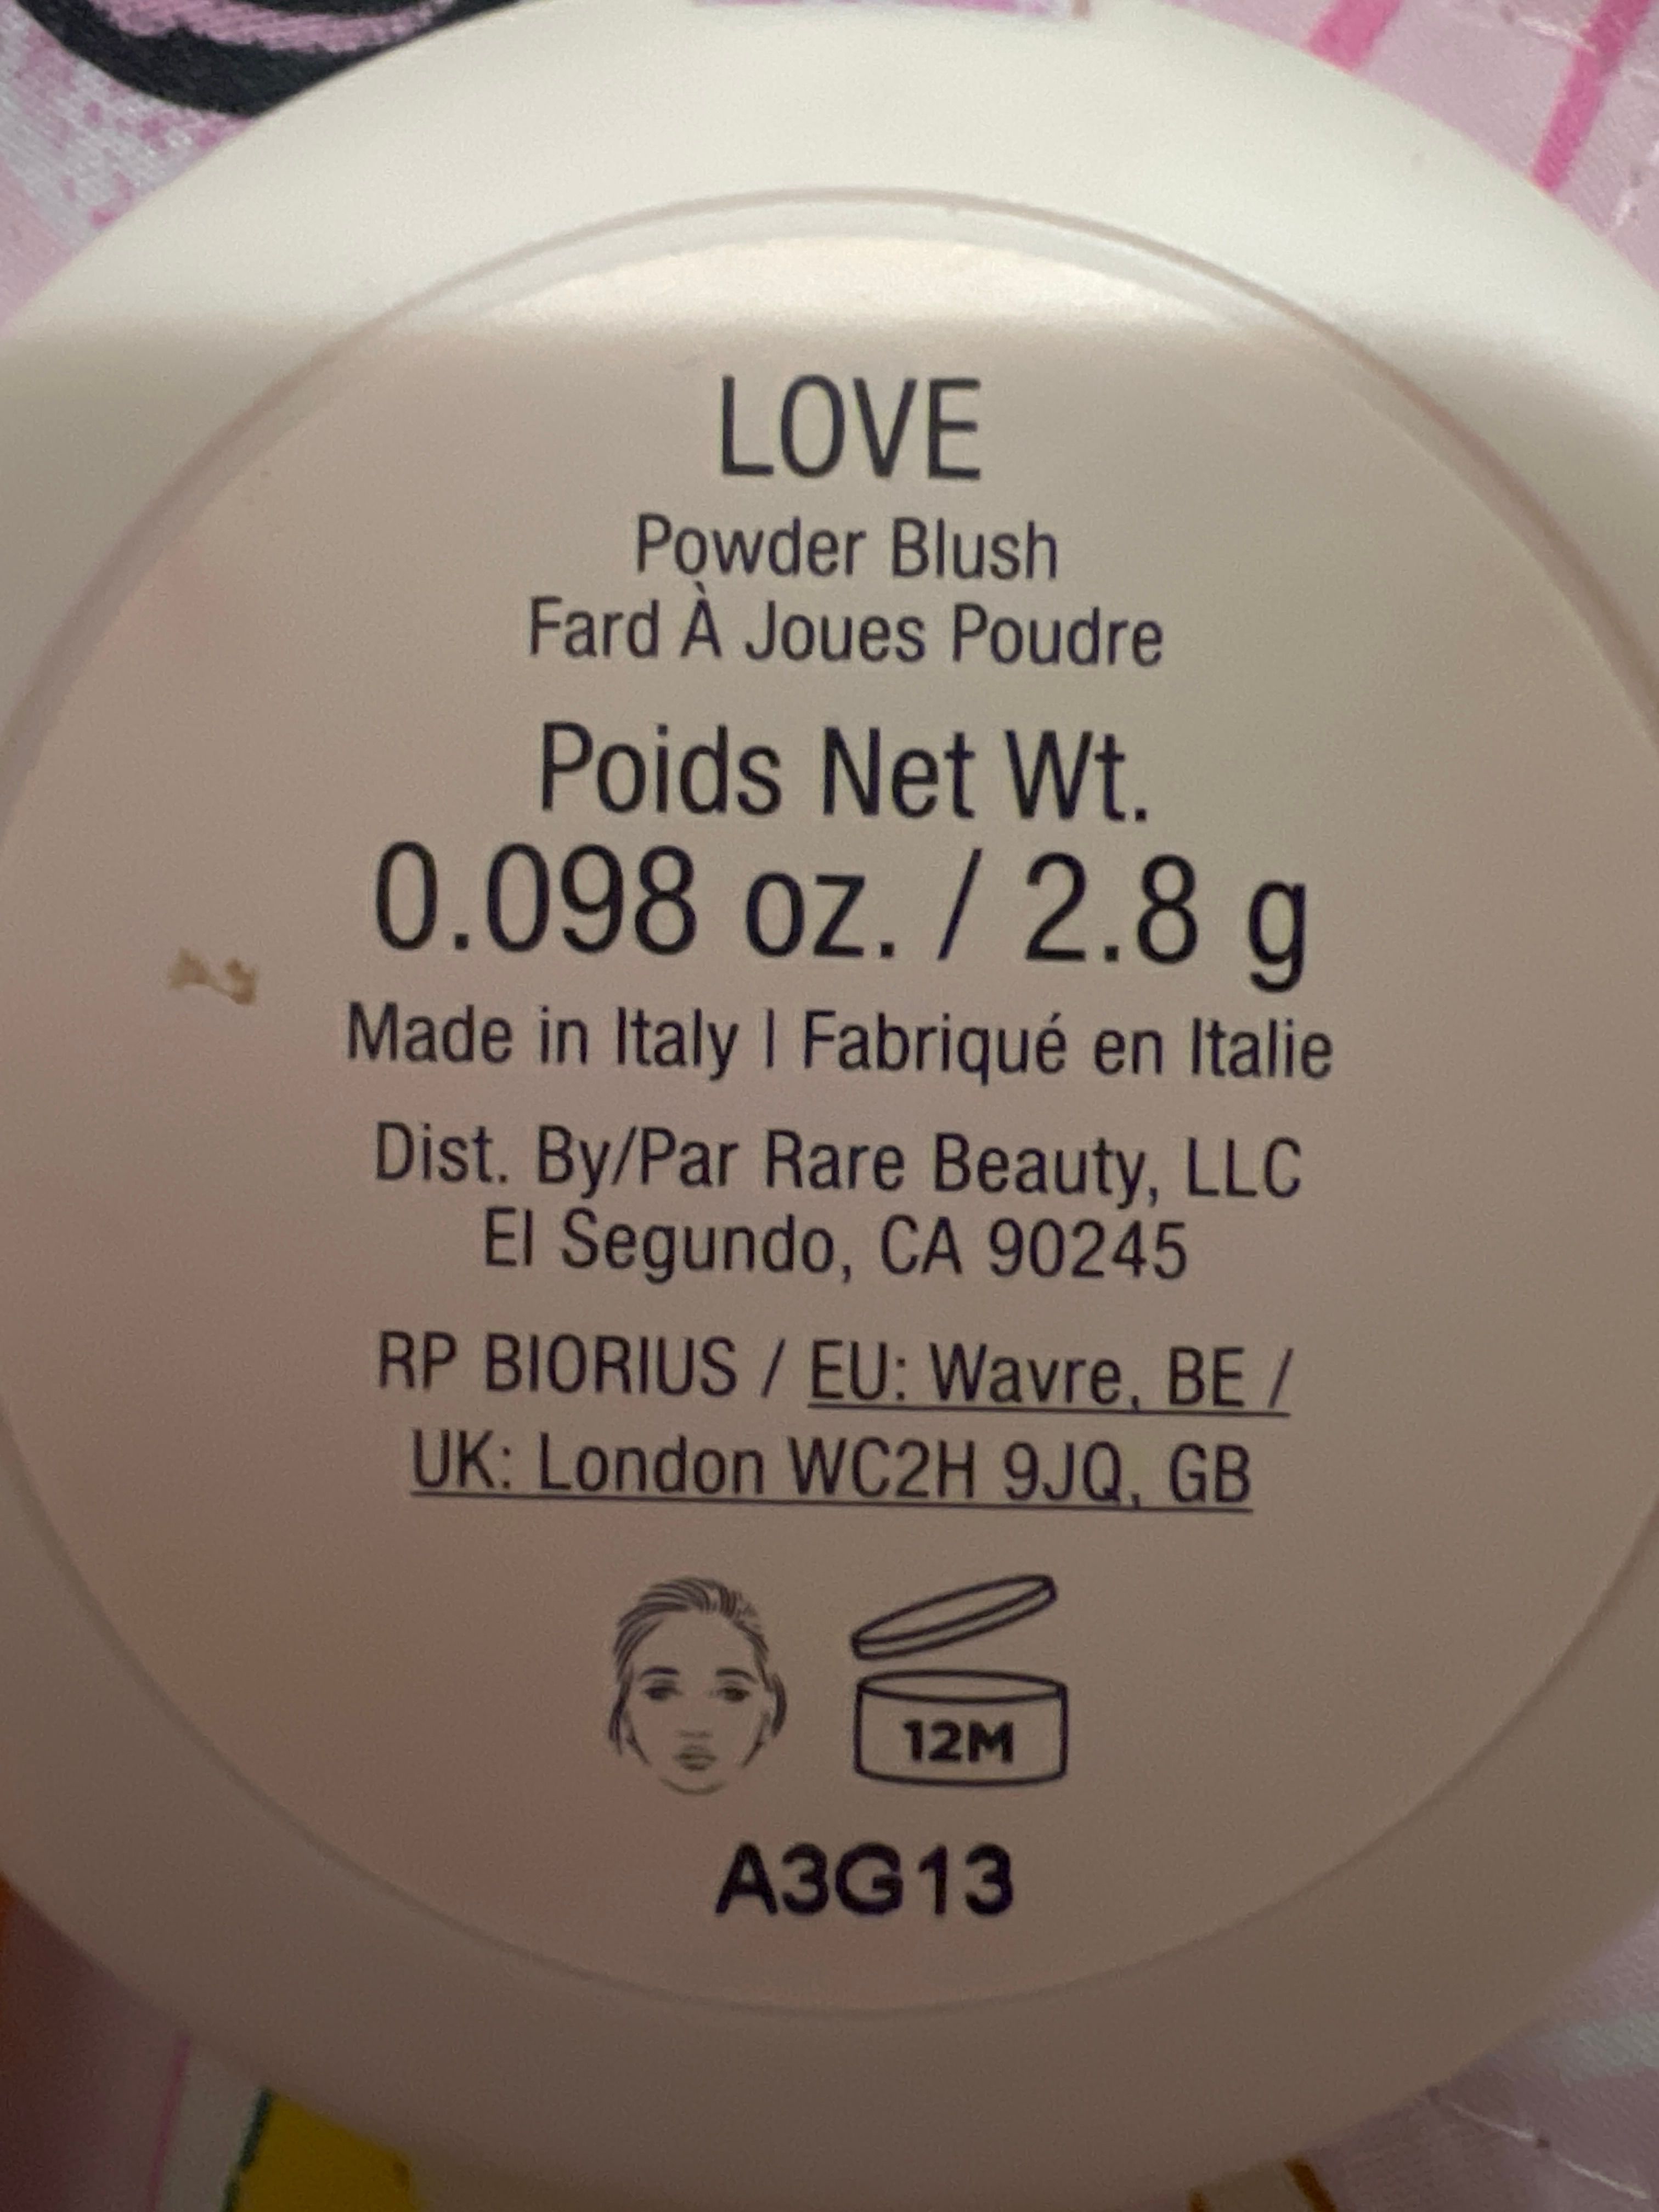 LOVE
Powder Blush
Fard À Joues Poudre
Poids Net Wt.
0.098 oz. / 2.8 g
Made in Italy | Fabriqué en Italie
Dist. By/Par Rare Beauty, LLC
El Segundo, CA 90245
RP BIORIUS / EU: Wavre, BE /
UK: London WC2H 9JQ, GB
12M
A3G13